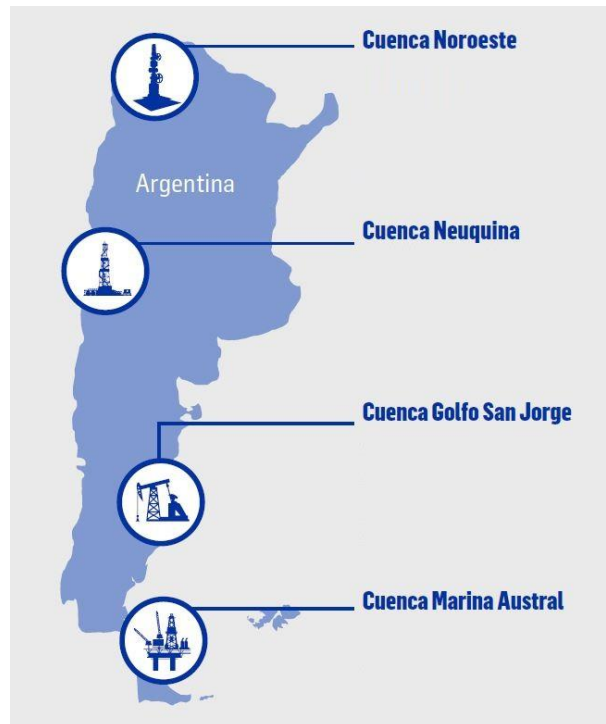 Cuenca Noroeste
Argentina
Cuenca Neuquina
Cuenca Golfo San Jorge
Cuenca Marina Austral